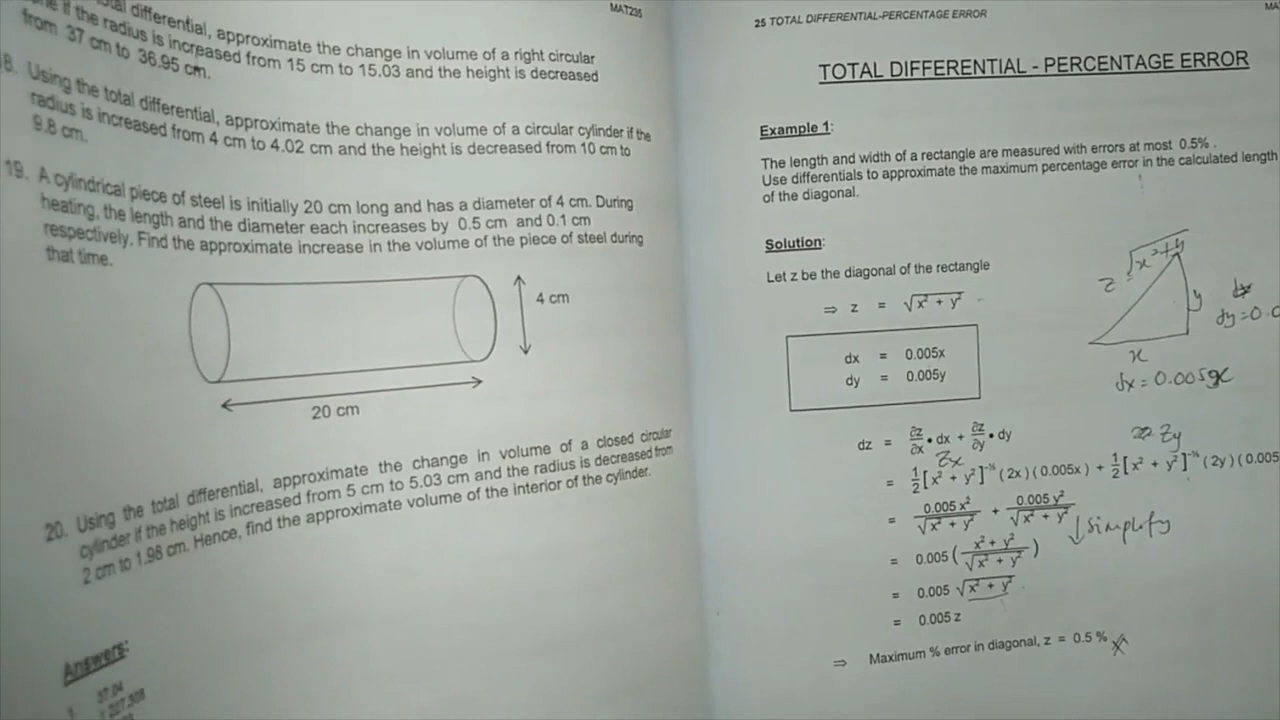 MAT235
total differential, approximate the change in volume of a right circular
if the radius is increased from 15 cm to 15.03 and the height is decreased
from 37 cm to 36.95 cm.
8. Using the total differential, approximate the change in volume of a circular cylinder if the
radius is increased from 4 cm to 4.02 cm and the height is decreased from 10 cm to
9.8 cm.
19. A cylindrical piece of steel is initially 20 cm long and has a diameter of 4 cm. During
heating, the length and the diameter each increases by 0.5 cm and 0.1 cm
respectively. Find the approximate increase in the volume of the piece of steel during
that time.
4 cm
20 cm
20. Using the total differential, approximate the change in volume of a closed circular
cylinder if the height is increased from 5 cm to 5.03 cm and the radius is decreased from
2 cm to 1.98 cm. Hence, find the approximate volume of the interior of the cylinder.
Answers:
25 TOTAL DIFFERENTIAL-PERCENTAGE ERROR
MA
TOTAL DIFFERENTIAL - PERCENTAGE ERROR
Example 1:
The length and width of a rectangle are measured with errors at most 0.5% .
Use differentials to approximate the maximum percentage error in the calculated length
of the diagonal.
Solution:
Let z be the diagonal of the rectangle
⇒ z = √(x² + y²)
dx = 0.005x
dy = 0.005y
z √x²+y
y
x
dy = 0.0
dx = 0.005x
dz = ∂z/∂x • dx + ∂z/∂y • dy
Zx Zy
= 1/2 [x² + y²]^-½ (2x)(0.005x) + 1/2 [x² + y²]^-½ (2y)(0.005
= 0.005 x²/√(x² + y²) + 0.005 y²/√(x² + y²)
↓ simplify
= 0.005 ( (x² + y²)/√(x² + y²) )
= 0.005 √(x² + y²)
= 0.005 z
⇒ Maximum % error in diagonal, z = 0.5 %